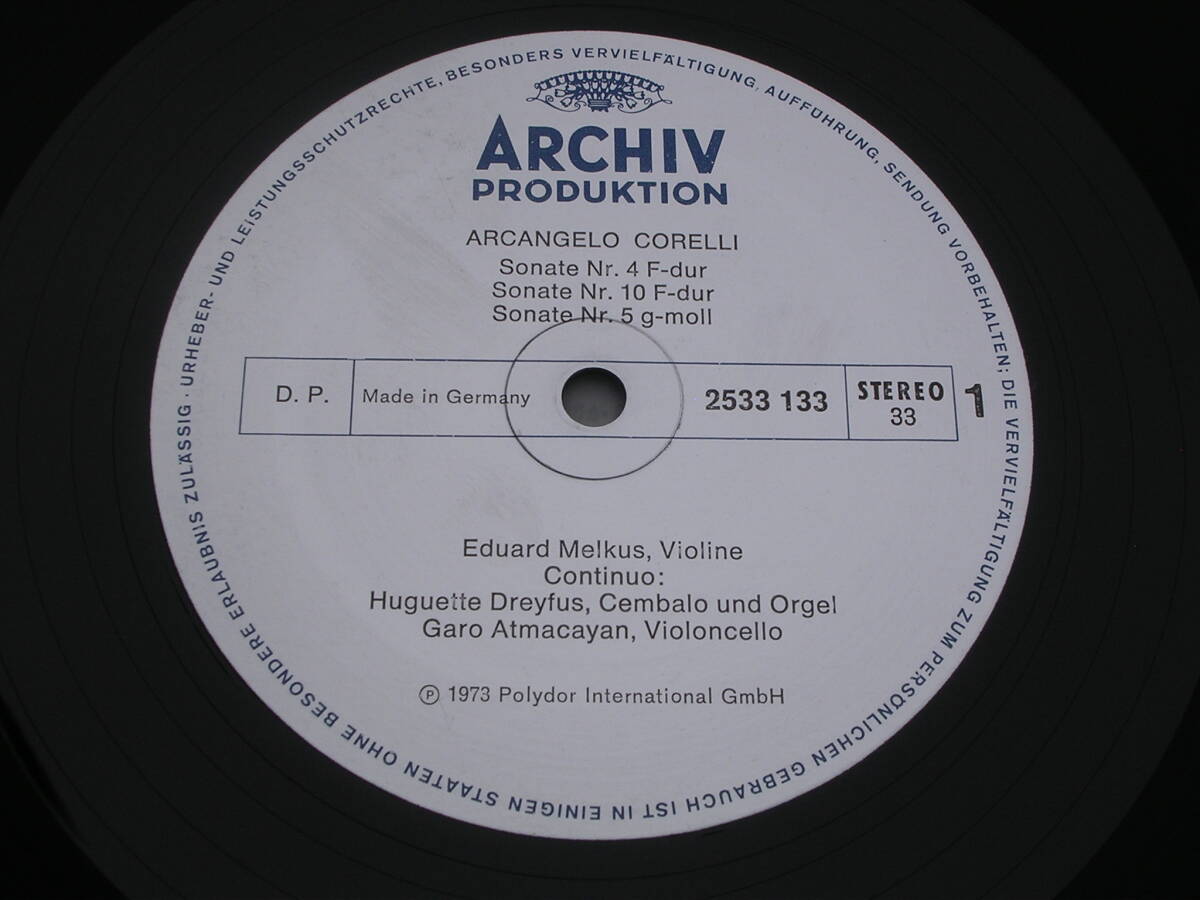 URHEBER- UND LEISTUNGSSCHUTZRECHTE, BESONDERS VERVIELFÄLTIGUNG, AUFFÜHRUNG, SENDUNG VORBEHALTEN; DIE VERVIELFÄLTIGUNG ZUM PERSÖNLICHEN GEBRAUCH IST IN EINIGEN STAATEN OHNE BESONDERE ERLAUBNIS ZULÄSSIG ·
ARCHIV
PRODUKTION
ARCANGELO CORELLI
Sonate Nr. 4 F-dur
Sonate Nr. 10 F-dur
Sonate Nr. 5 g-moll
D. P. Made in Germany 2533 133 STEREO 1
33
Eduard Melkus, Violine
Continuo:
Huguette Dreyfus, Cembalo und Orgel
Garo Atmacayan, Violoncello
Ⓟ 1973 Polydor International GmbH